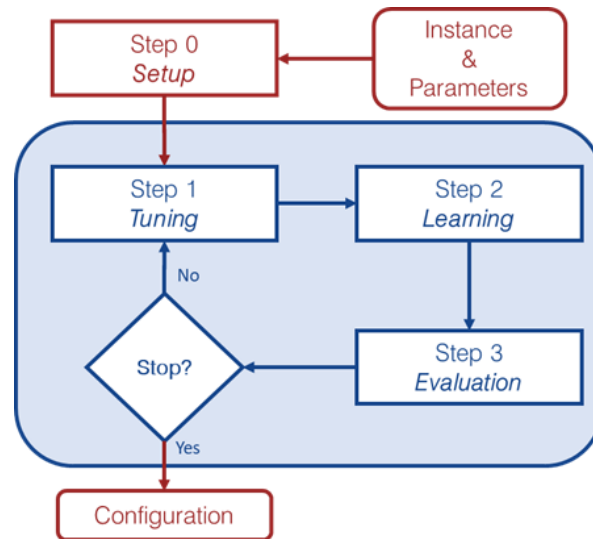 Step 0
Setup
Instance
&
Parameters
Step 1
Tuning
Step 2
Learning
No
Stop?
Step 3
Evaluation
Yes
Configuration